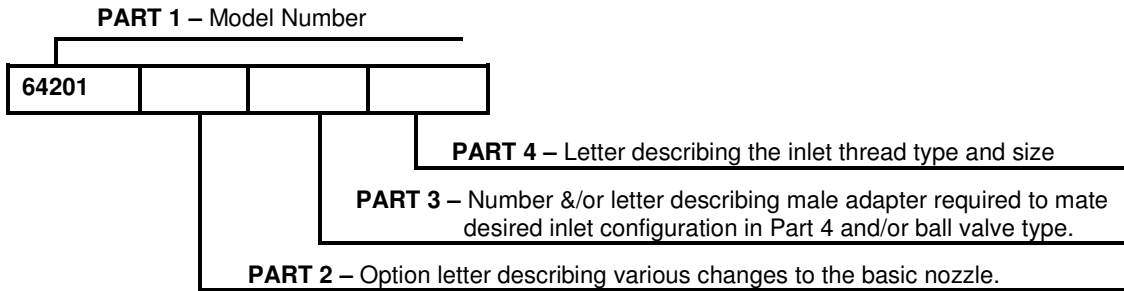 PART 1 – Model Number
64201
PART 4 – Letter describing the inlet thread type and size
PART 3 – Number &/or letter describing male adapter required to mate
desired inlet configuration in Part 4 and/or ball valve type.
PART 2 – Option letter describing various changes to the basic nozzle.